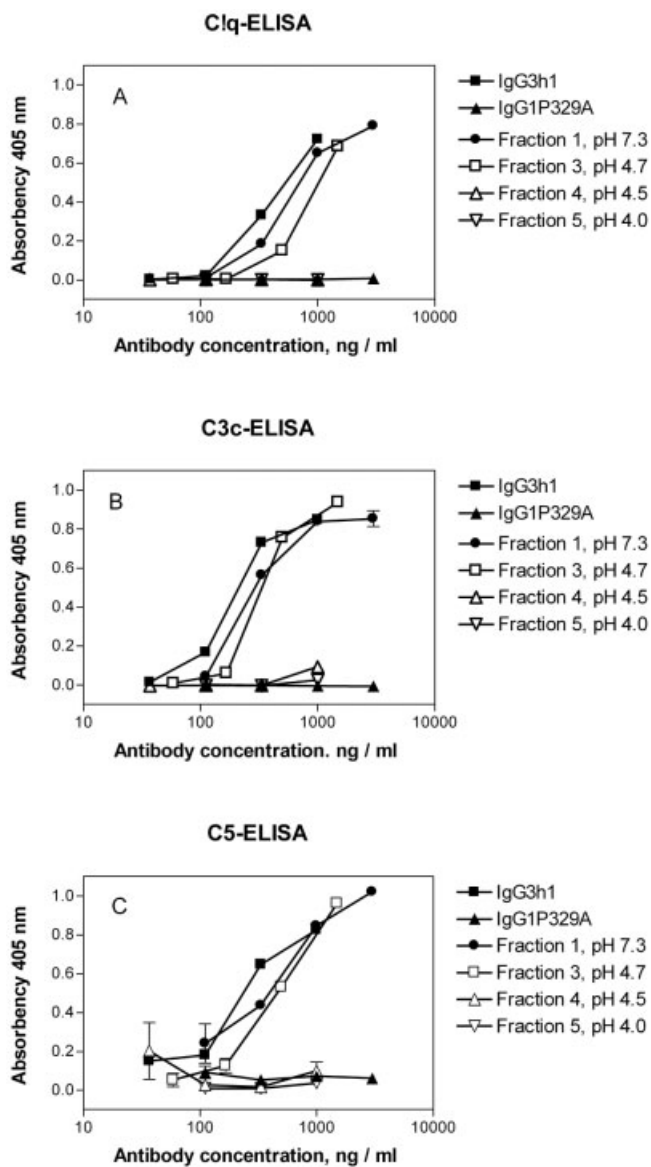 C!q-ELISA
A
Absorbency 405 nm
1.0
0.8
0.6
0.4
0.2
0.0
10
100
1000
10000
Antibody concentration, ng / ml
IgG3h1
IgG1P329A
Fraction 1, pH 7.3
Fraction 3, pH 4.7
Fraction 4, pH 4.5
Fraction 5, pH 4.0
C3c-ELISA
B
Absorbency 405 nm
1.0
0.8
0.6
0.4
0.2
0.0
10
100
1000
10000
Antibody concentration. ng / ml
IgG3h1
IgG1P329A
Fraction 1, pH 7.3
Fraction 3, pH 4.7
Fraction 4, pH 4.5
Fraction 5, pH 4.0
C5-ELISA
C
Absorbency 405 nm
1.0
0.8
0.6
0.4
0.2
0.0
10
100
1000
10000
Antibody concentration, ng / ml
IgG3h1
IgG1P329A
Fraction 1, pH 7.3
Fraction 3, pH 4.7
Fraction 4, pH 4.5
Fraction 5, pH 4.0